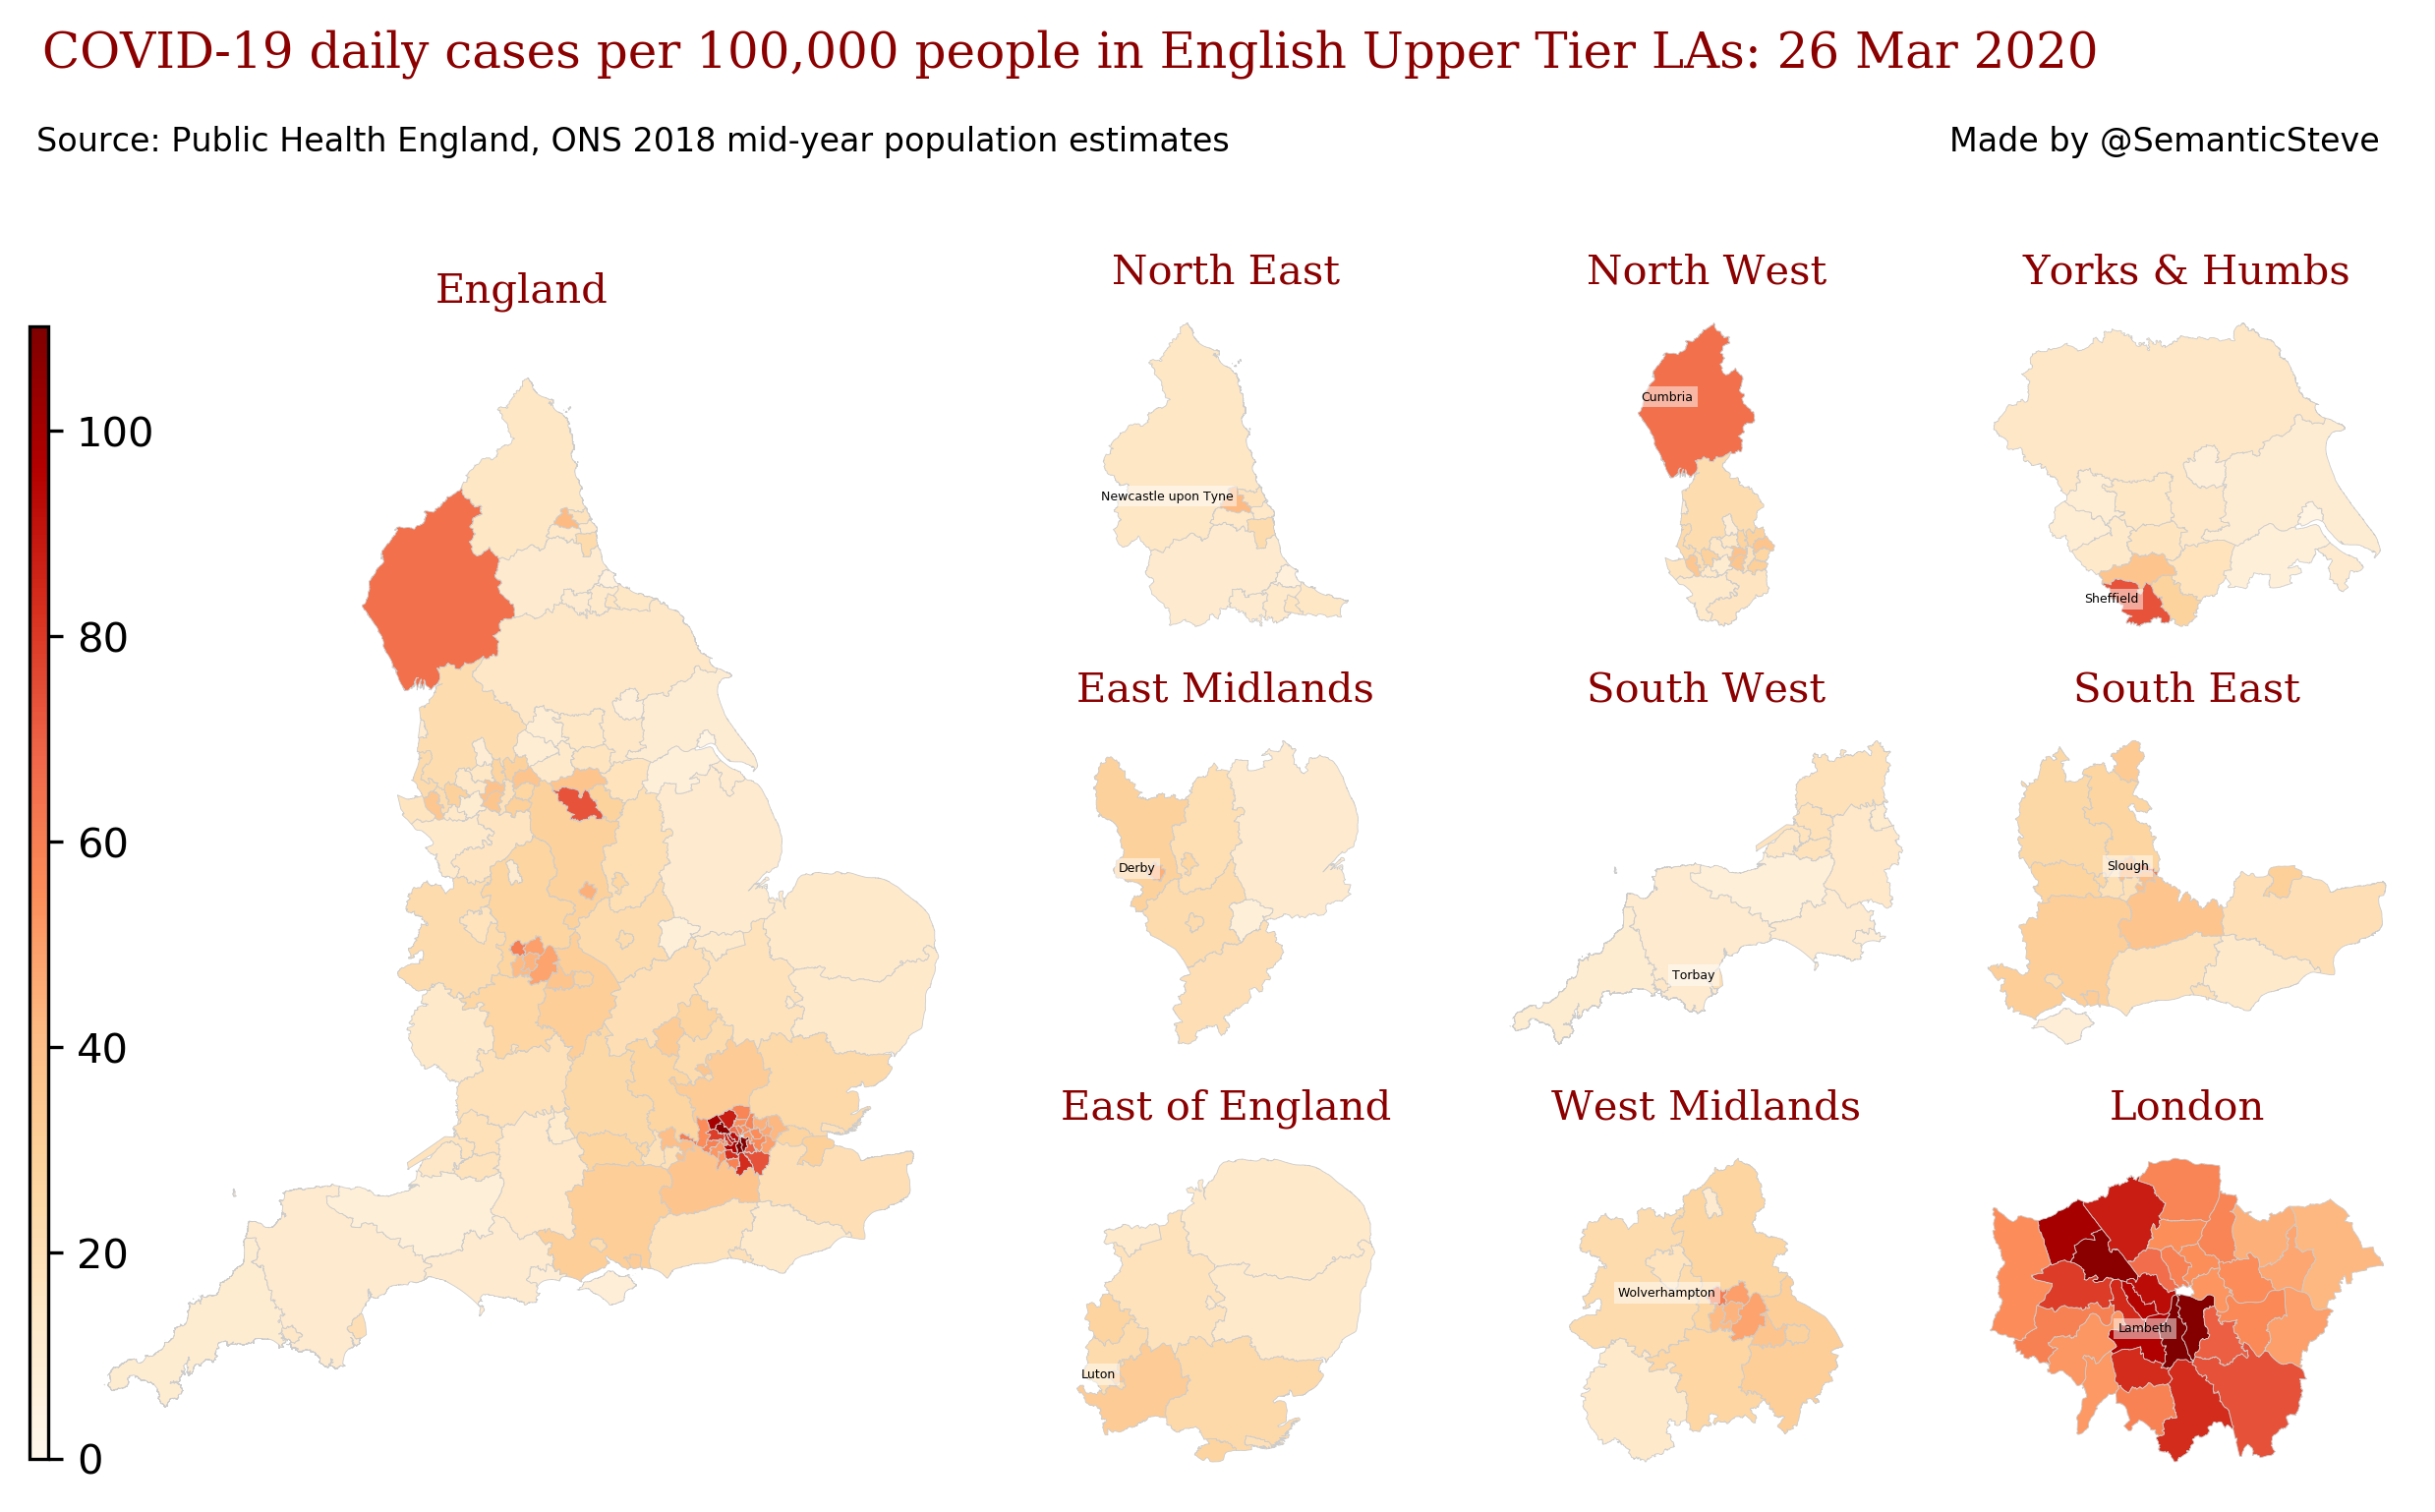 COVID-19 daily cases per 100,000 people in English Upper Tier LAs: 26 Mar 2020
Source: Public Health England, ONS 2018 mid-year population estimates
Made by @SemanticSteve
England
100
80
60
40
20
0
North East
Newcastle upon Tyne
North West
Cumbria
Yorks & Humbs
Sheffield
East Midlands
Derby
South West
Torbay
South East
Slough
East of England
Luton
West Midlands
Wolverhampton
London
Lambeth